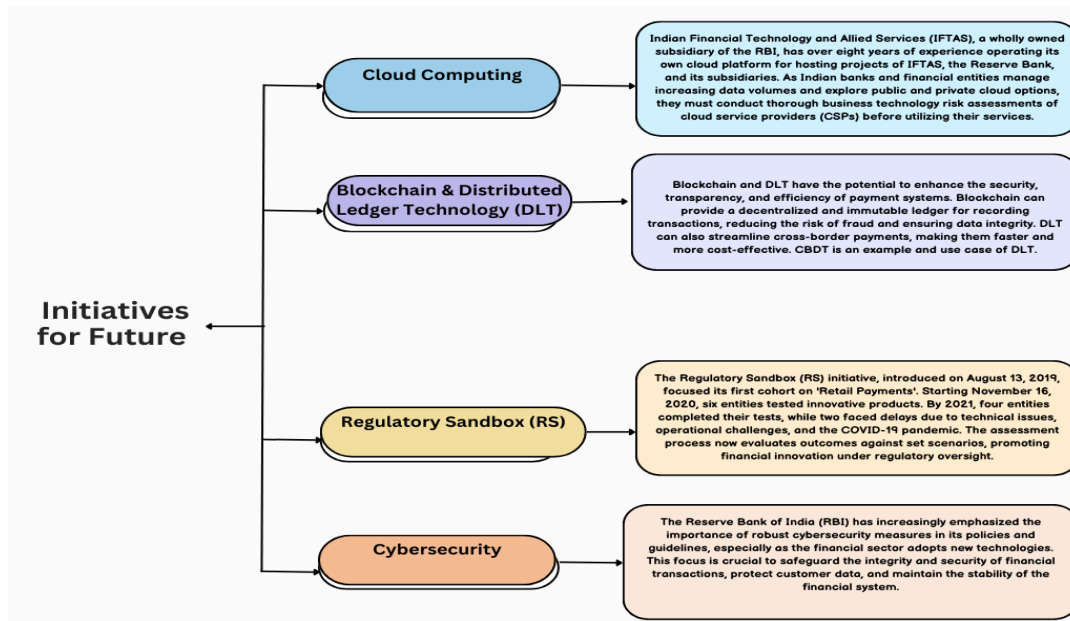 Initiatives
for Future
Cloud Computing
Indian Financial Technology and Allied Services (IFTAS), a wholly owned
subsidiary of the RBI, has over eight years of experience operating its
own cloud platform for hosting projects of IFTAS, the Reserve Bank,
and its subsidiaries. As Indian banks and financial entities manage
increasing data volumes and explore public and private cloud options,
they must conduct thorough business technology risk assessments of
cloud service providers (CSPs) before utilizing their services.
Blockchain & Distributed
Ledger Technology (DLT)
Blockchain and DLT have the potential to enhance the security,
transparency, and efficiency of payment systems. Blockchain can
provide a decentralized and immutable ledger for recording
transactions, reducing the risk of fraud and ensuring data integrity. DLT
can also streamline cross-border payments, making them faster and
more cost-effective. CBDT is an example and use case of DLT.
Regulatory Sandbox (RS)
The Regulatory Sandbox (RS) initiative, introduced on August 13, 2019,
focused its first cohort on 'Retail Payments'. Starting November 16,
2020, six entities tested innovative products. By 2021, four entities
completed their tests, while two faced delays due to technical issues,
operational challenges, and the COVID-19 pandemic. The assessment
process now evaluates outcomes against set scenarios, promoting
financial innovation under regulatory oversight.
Cybersecurity
The Reserve Bank of India (RBI) has increasingly emphasized the
importance of robust cybersecurity measures in its policies and
guidelines, especially as the financial sector adopts new technologies.
This focus is crucial to safeguard the integrity and security of financial
transactions, protect customer data, and maintain the stability of the
financial system.